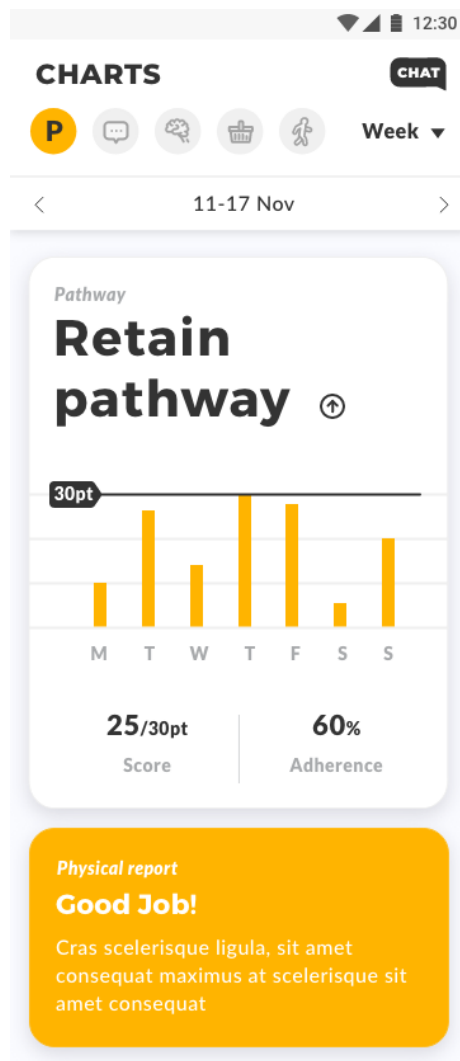 12:30
CHARTS
CHAT
P
Week
11-17 Nov
Pathway
Retain
pathway
30pt
M T W T F S S
25/30pt 60%
Score Adherence
Physical report
Good Job!
Cras scelerisque ligula, sit amet
consequat maximus at scelerisque sit
amet consequat